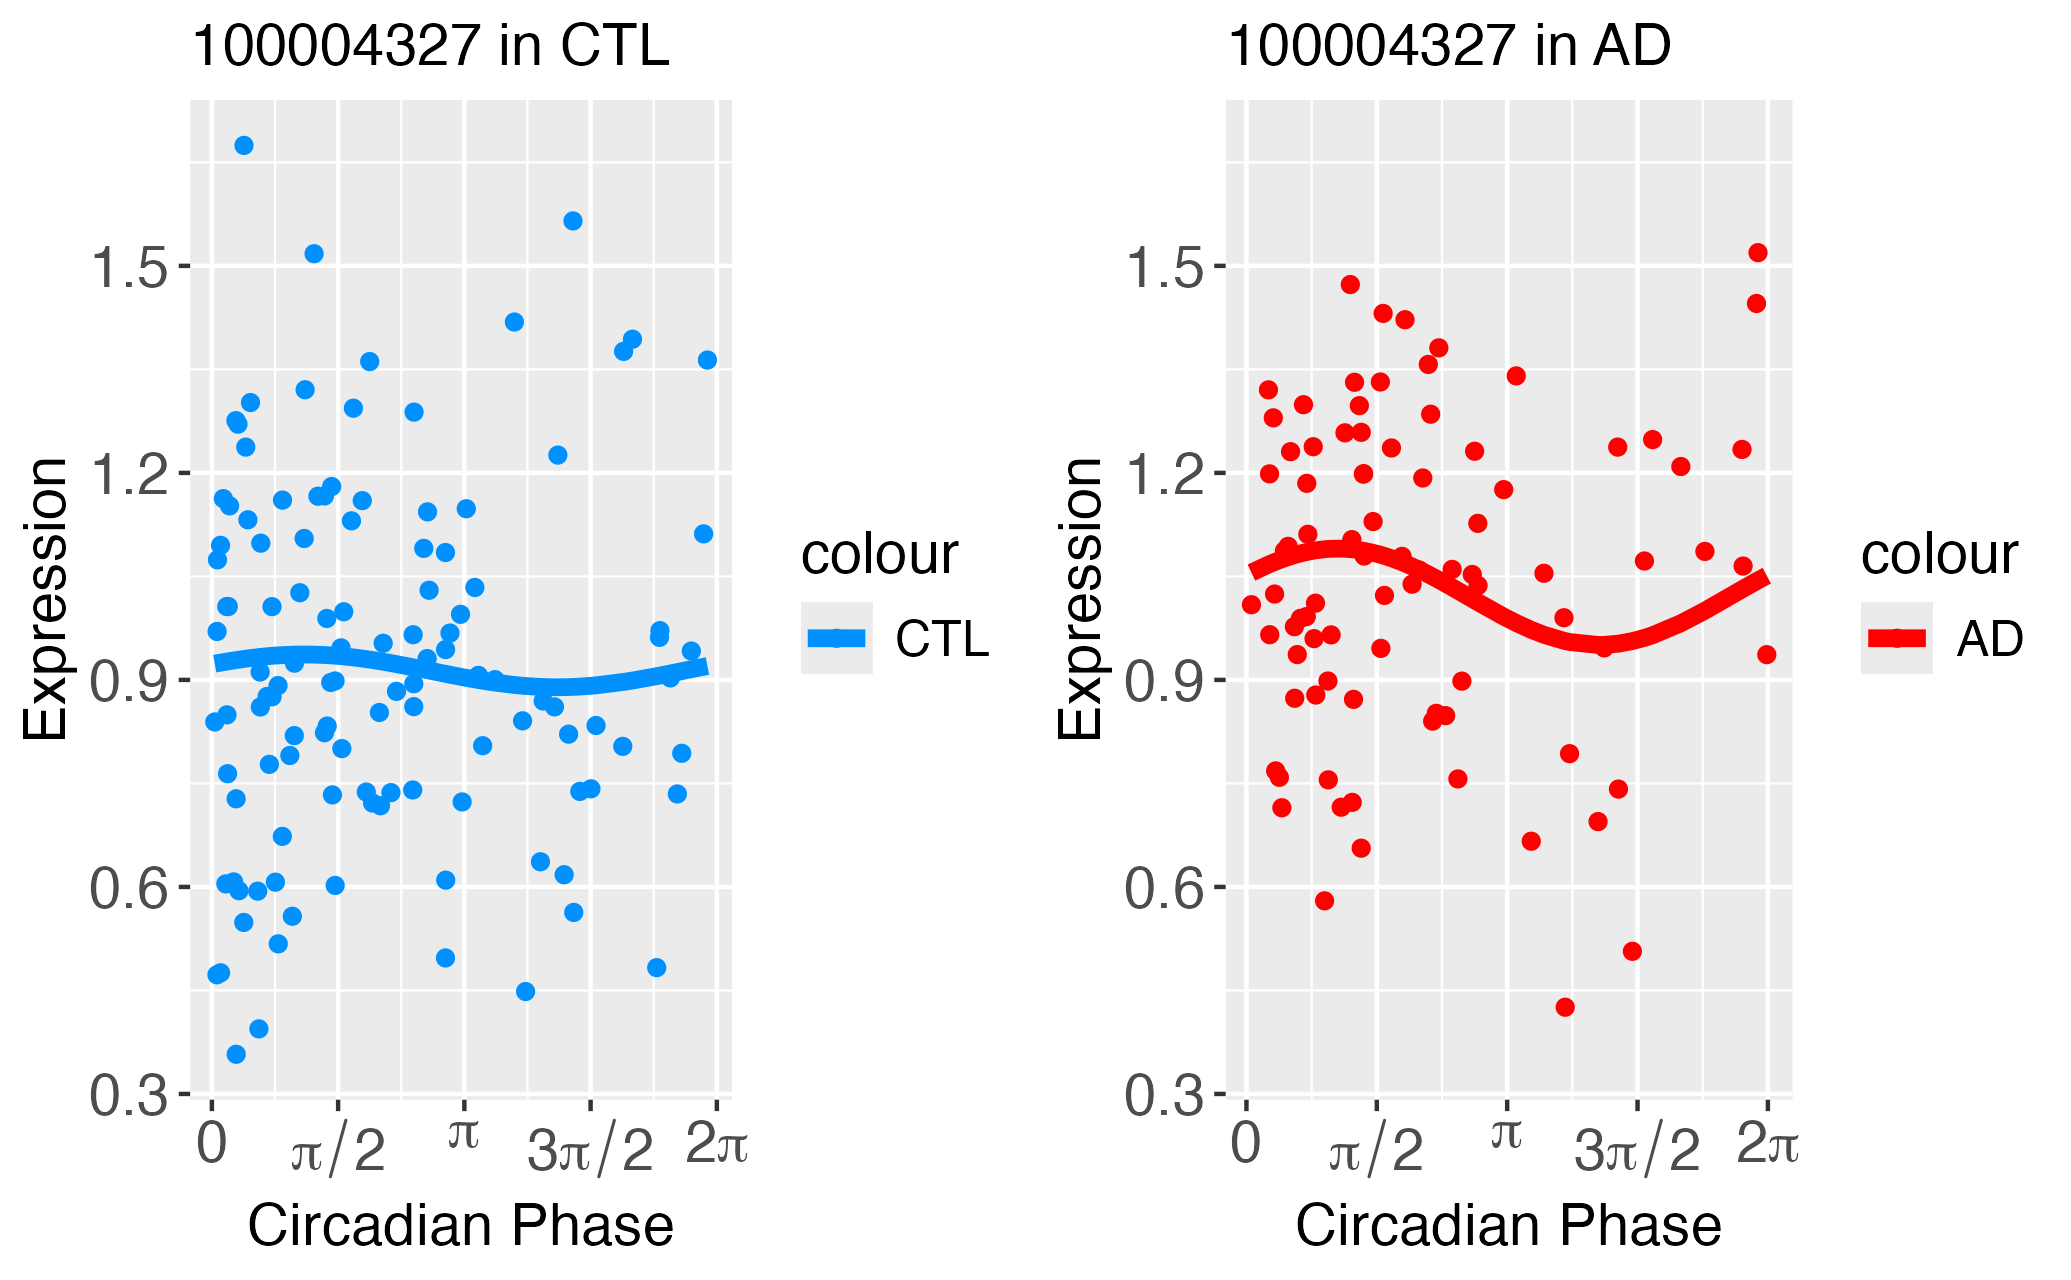 100004327 in CTL
Expression
1.5
1.2
0.9
0.6
0.3
0
π/2
π
3π/2
2π
Circadian Phase
colour
CTL
100004327 in AD
Expression
1.5
1.2
0.9
0.6
0.3
0
π/2
π
3π/2
2π
Circadian Phase
colour
AD